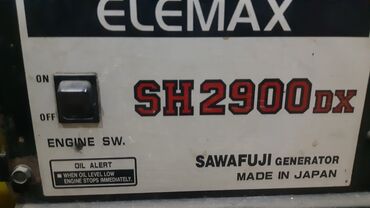 ELEMAX
ON
SH2900DX
OFF
ENGINE SW.
OIL ALERT
WHEN OIL LEVEL LOW
ENGINE STOPS IMMEDIATELY.
SAWAFUJI GENERATOR
MADE IN JAPAN